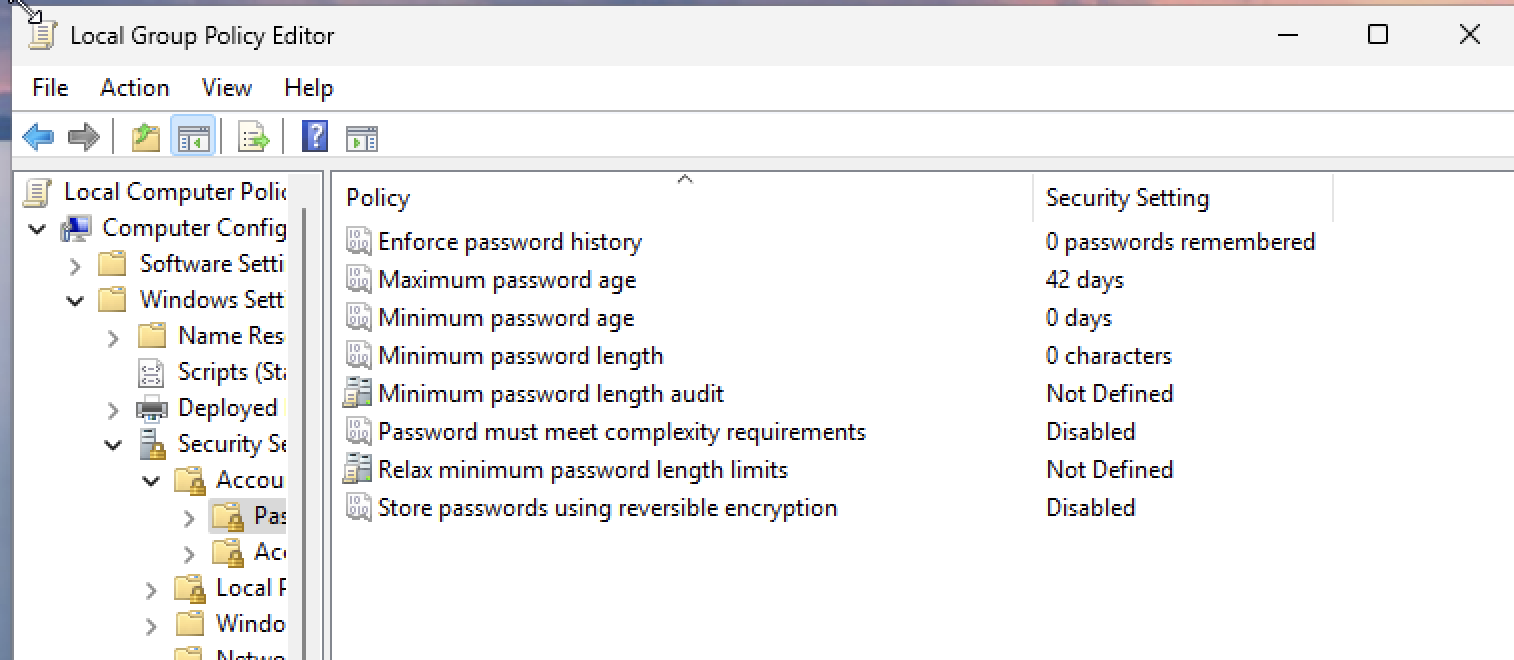 Local Group Policy Editor
File Action View Help
Local Computer Polic
Computer Config
Software Setti
Windows Sett
Name Res
Scripts (Sta
Deployed
Security Se
Accou
Pas
Acc
Local P
Windo
Netwo
Policy Security Setting
Enforce password history 0 passwords remembered
Maximum password age 42 days
Minimum password age 0 days
Minimum password length 0 characters
Minimum password length audit Not Defined
Password must meet complexity requirements Disabled
Relax minimum password length limits Not Defined
Store passwords using reversible encryption Disabled